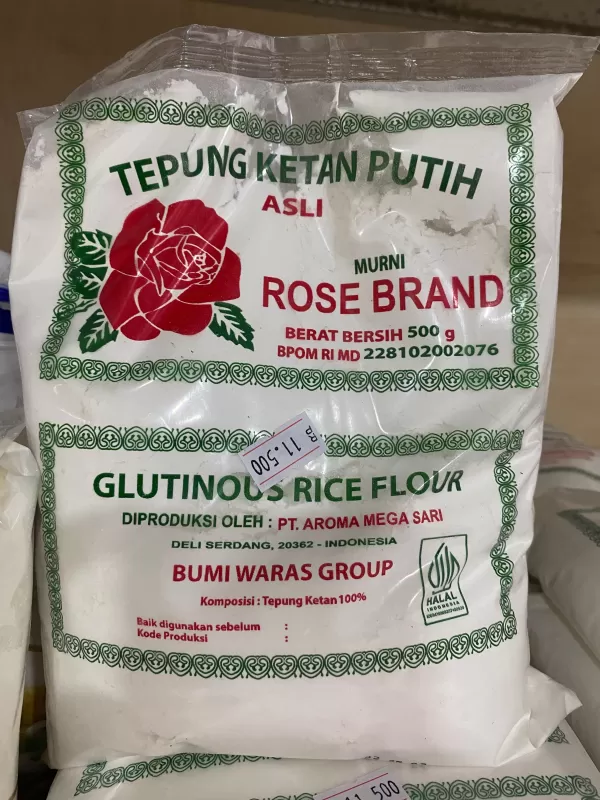 TEPUNG KETAN PUTIH
ASLI
MURNI
ROSE BRAND
BERAT BERSIH 500 g
BPOM RI MD 228102002076
RP 11.500
GLUTINOUS RICE FLOUR
DIPRODUKSI OLEH : PT. AROMA MEGA SARI
DELI SERDANG, 20362 - INDONESIA
BUMI WARAS GROUP
HALAL
INDONESIA
Komposisi : Tepung Ketan 100%
Baik digunakan sebelum :
Kode Produksi :
11.500